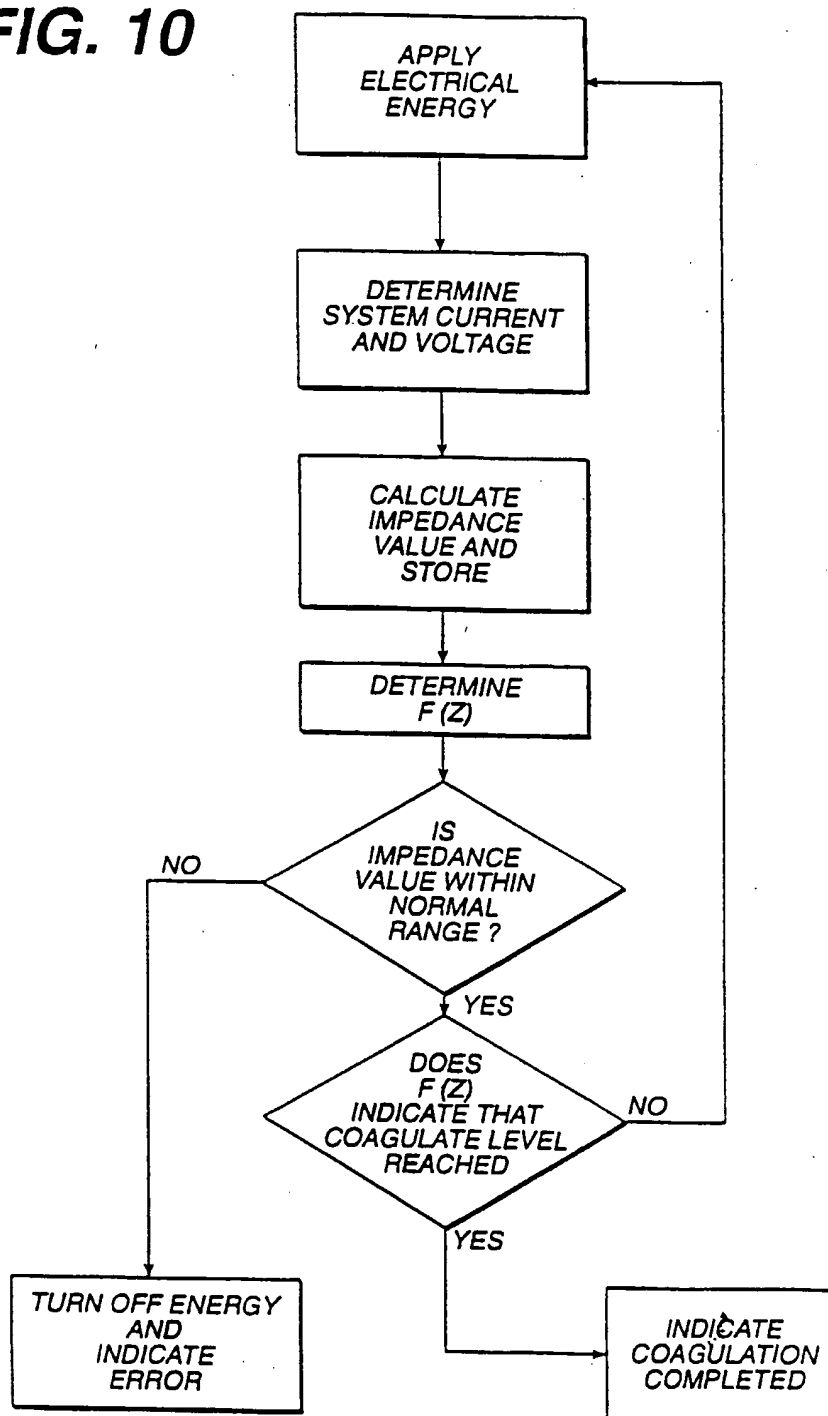 FIG. 10
APPLY
ELECTRICAL
ENERGY
DETERMINE
SYSTEM CURRENT
AND VOLTAGE
CALCULATE
IMPEDANCE
VALUE AND
STORE
DETERMINE
F (Z)
IS
IMPEDANCE
VALUE WITHIN
NORMAL
RANGE ?
NO
YES
DOES
F (Z)
INDICATE THAT
COAGULATE LEVEL
REACHED
NO
YES
TURN OFF ENERGY
AND
INDICATE
ERROR
INDICATE
COAGULATION
COMPLETED